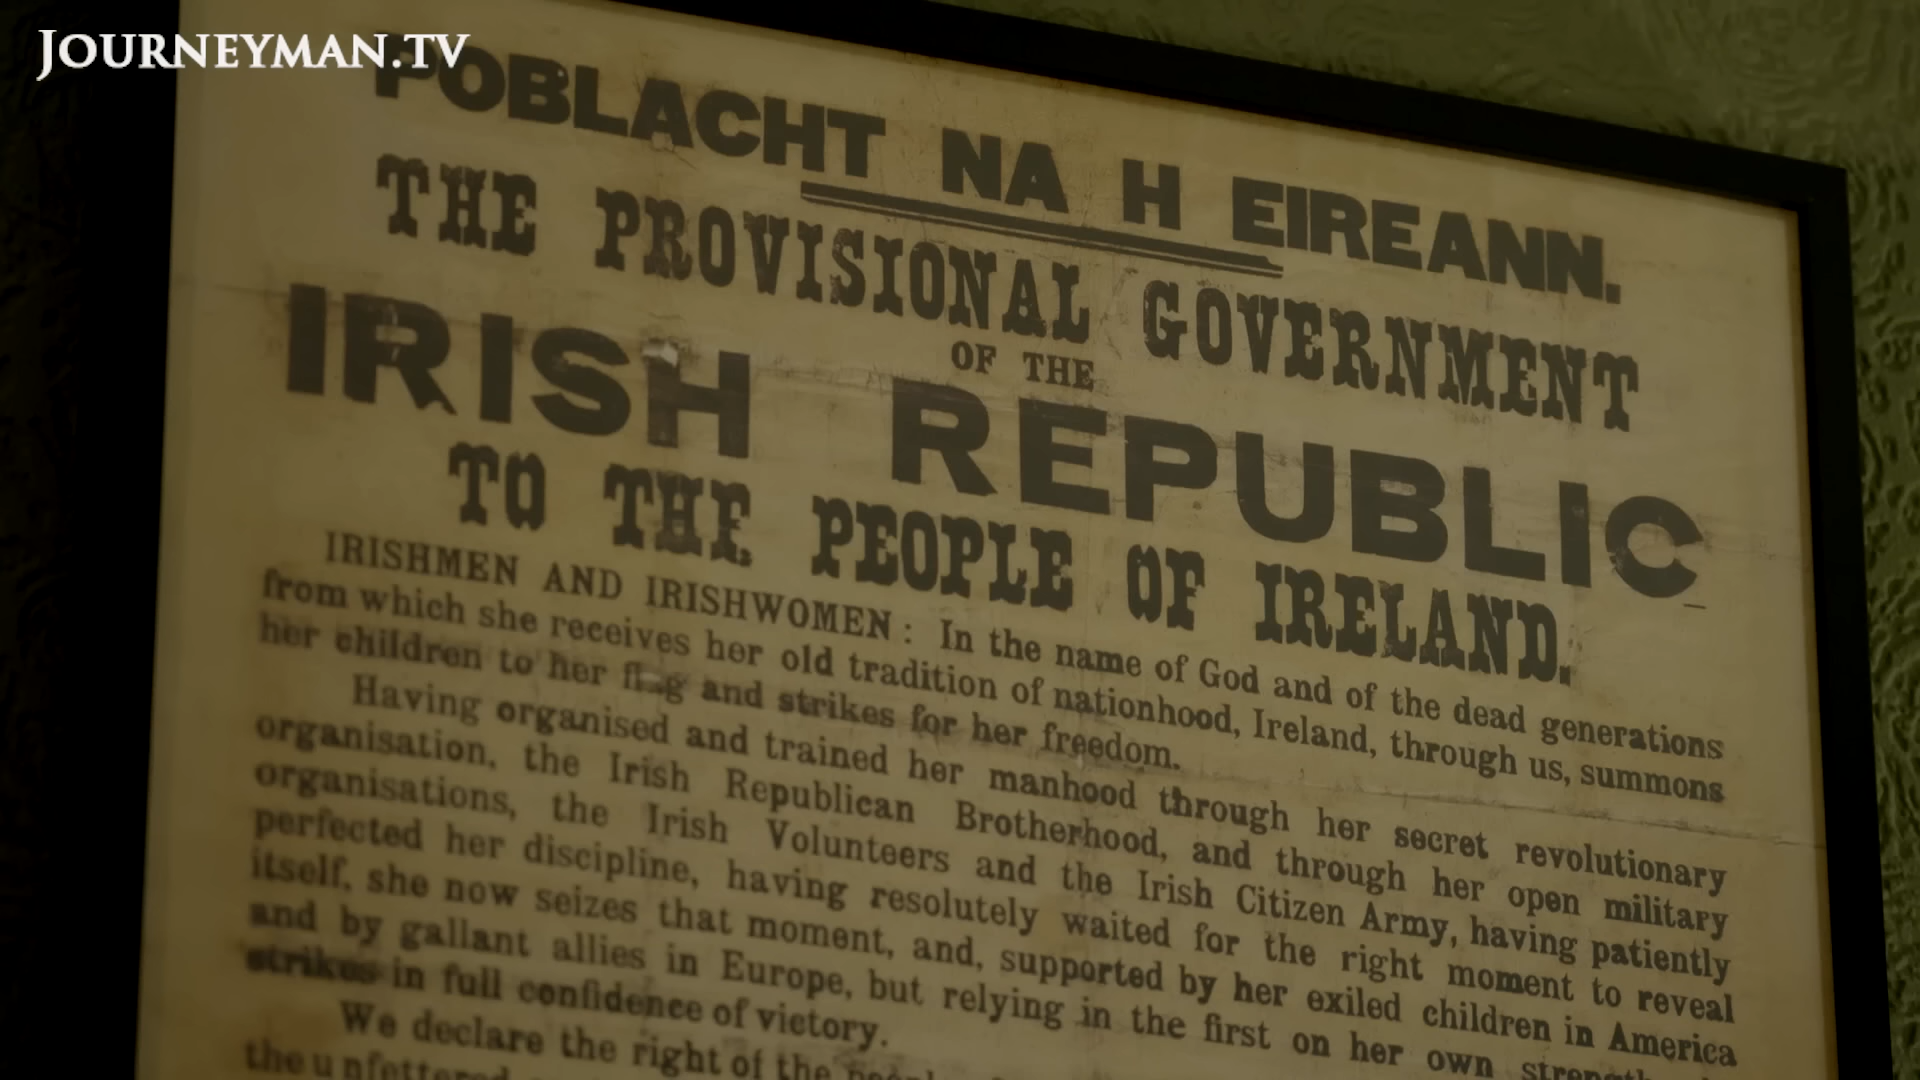 JOURNEYMAN.TV
POBLACHT NA H EIREANN.
THE PROVISIONAL GOVERNMENT
OF THE
IRISH REPUBLIC
TO THE PEOPLE OF IRELAND.
IRISHMEN AND IRISHWOMEN : In the name of God and of the dead generations
from which she receives her old tradition of nationhood, Ireland, through us, summons
her children to her flag and strikes for her freedom.
Having organised and trained her manhood through her secret revolutionary
organisation, the Irish Republican Brotherhood, and through her open military
organisations, the Irish Volunteers and the Irish Citizen Army, having patiently
perfected her discipline, having resolutely waited for the right moment to reveal
itself, she now seizes that moment, and, supported by her exiled children in America
and by gallant allies in Europe, but relying in the first on her own
strikes in full confidence of victory.
We declare the right of the
the unfettered